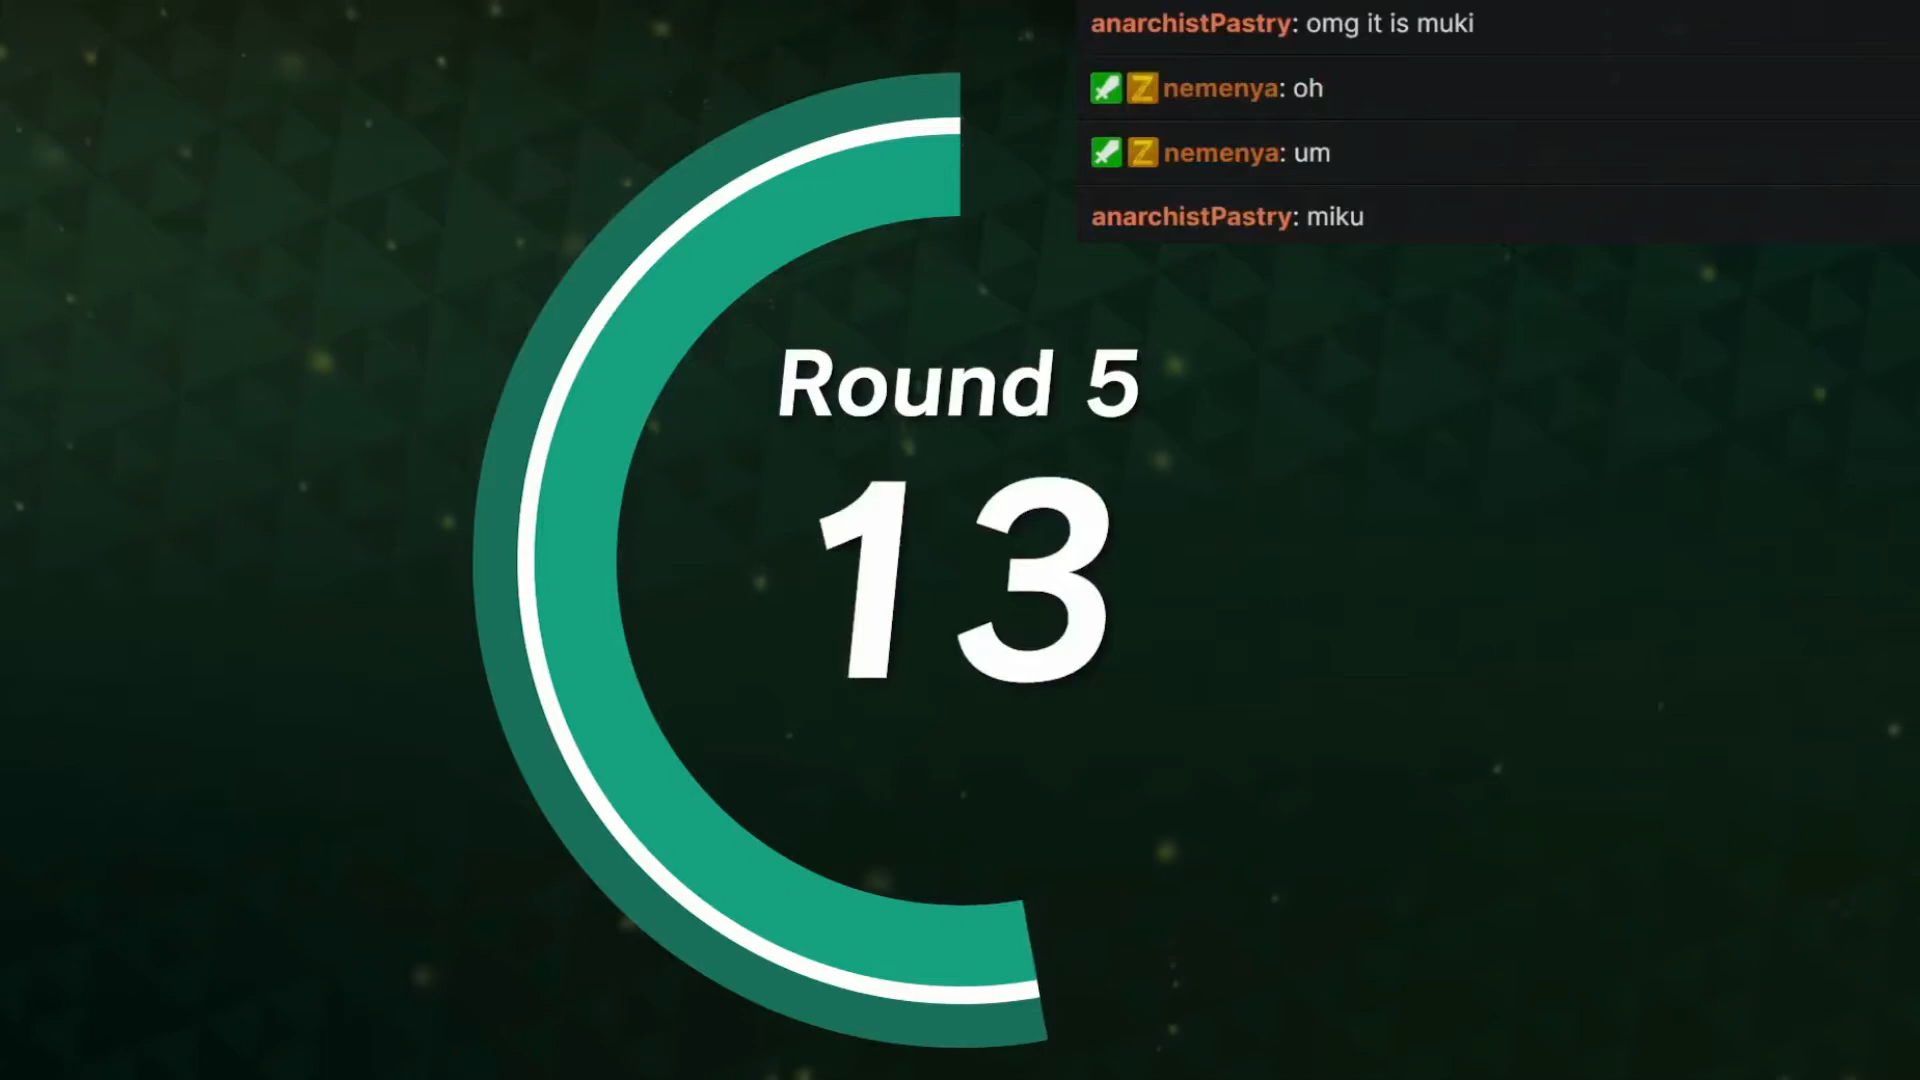 anarchistPastry: omg it is muki
Z nemenya: oh
Z nemenya: um
anarchistPastry: miku
Round 5
13